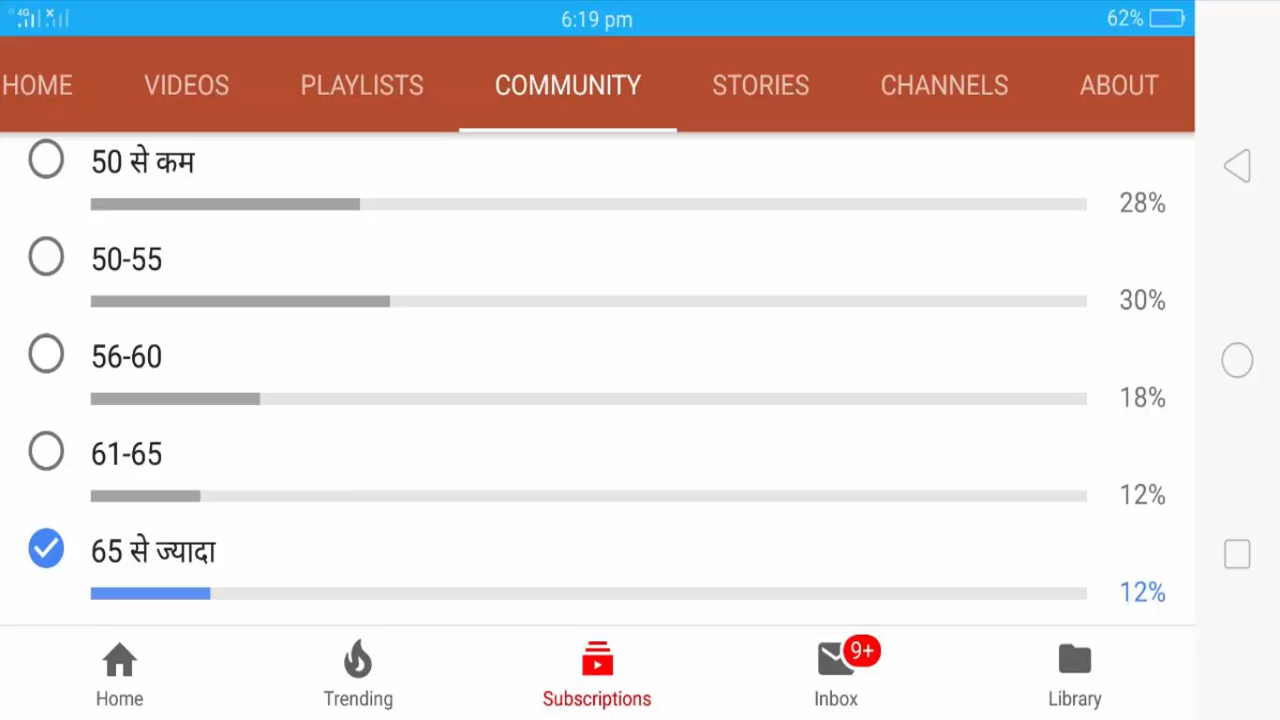 4G 6:19 pm 62%
HOME VIDEOS PLAYLISTS COMMUNITY STORIES CHANNELS ABOUT
50 से कम
28%
50-55
30%
56-60
18%
61-65
12%
65 से ज्यादा
12%
9+
Home Trending Subscriptions Inbox Library